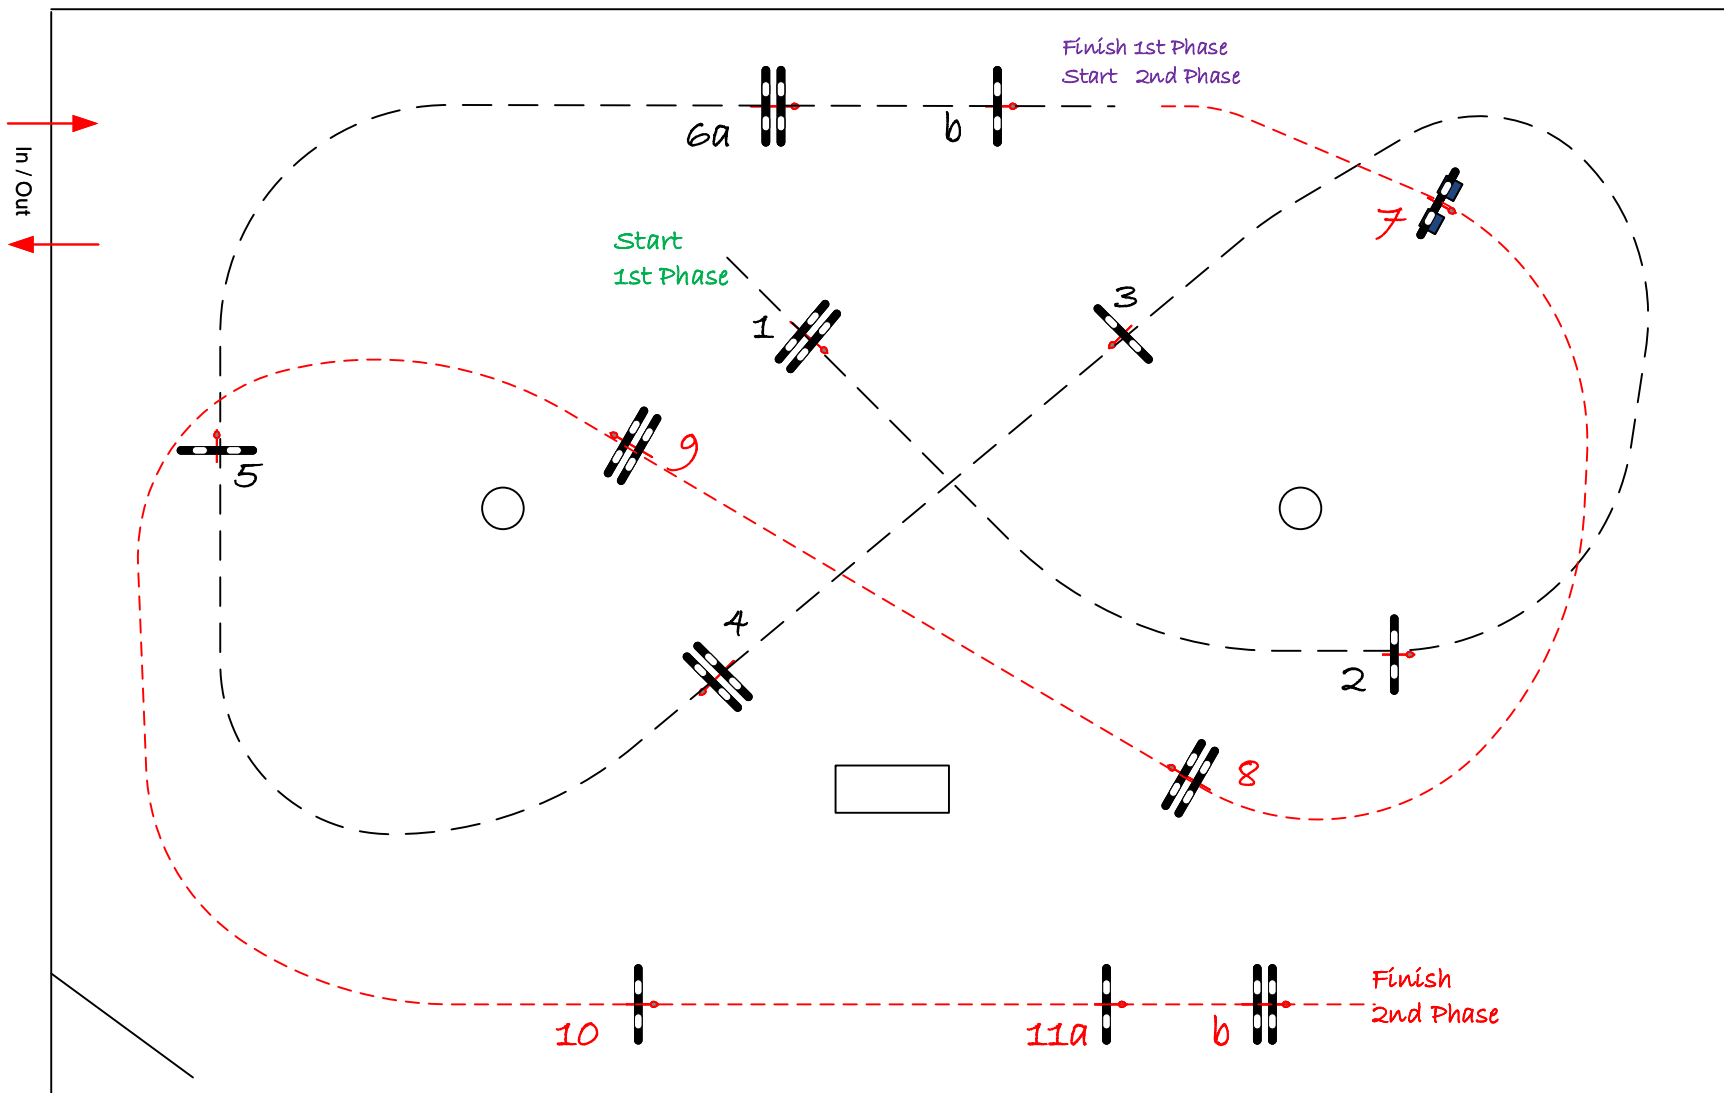 Finish 1st Phase
Start 2nd Phase
6a
b
In / Out
7
Start
1st Phase
3
1
9
5
4
2
8
Finish
2nd Phase
10
11a
b